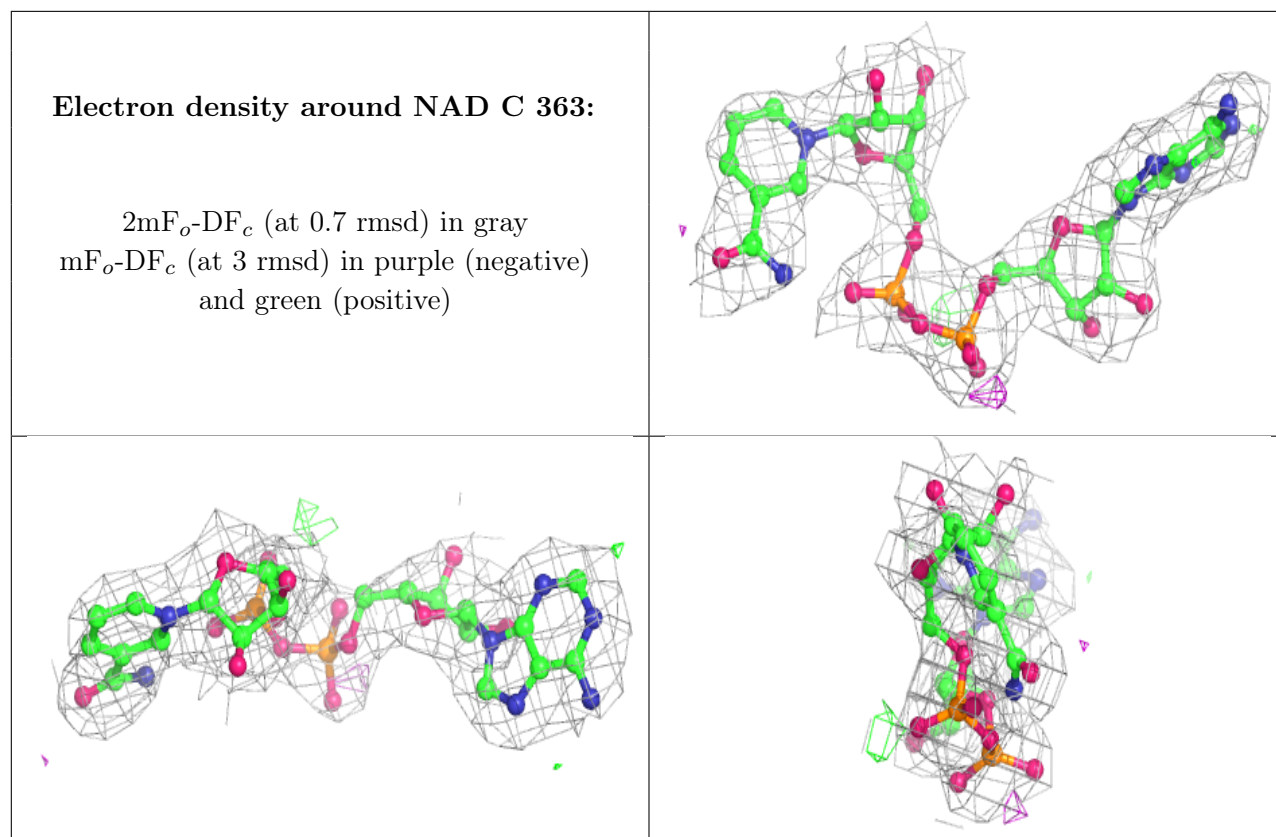 Electron density around NAD C 363:
2mFo-DFc (at 0.7 rmsd) in gray
mFo-DFc (at 3 rmsd) in purple (negative)
and green (positive)